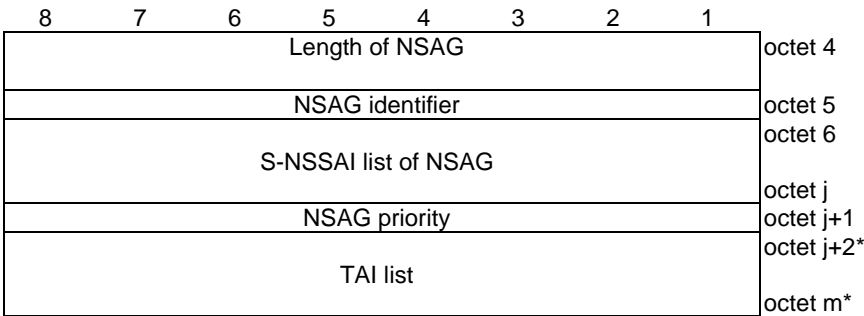 8 7 6 5 4 3 2 1
Length of NSAG octet 4
NSAG identifier octet 5
octet 6
S-NSSAI list of NSAG
octet j
NSAG priority octet j+1
octet j+2*
TAI list
octet m*